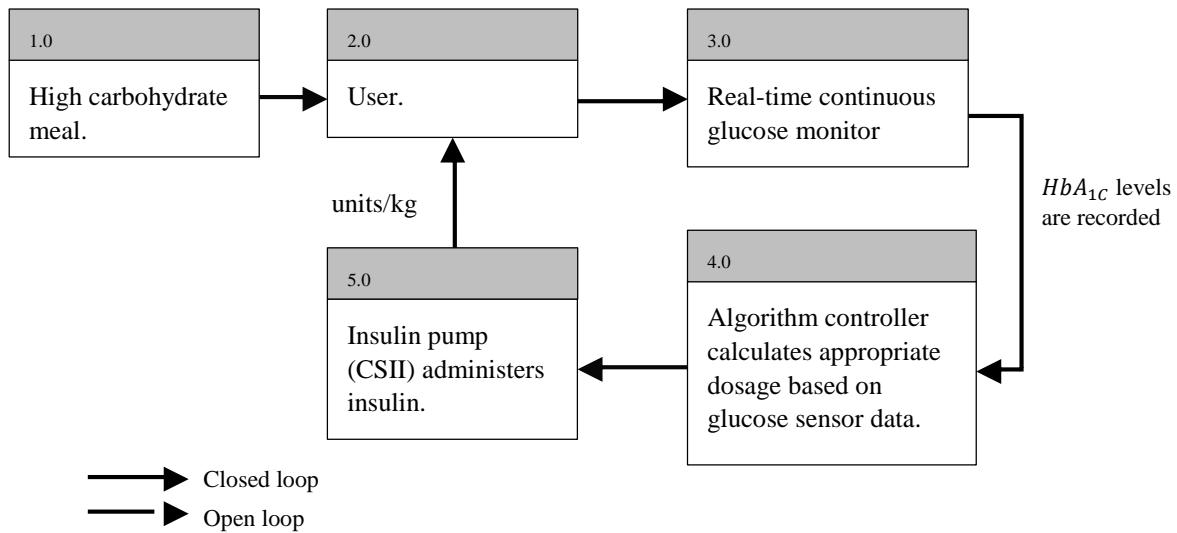 1.0
High carbohydrate
meal.
2.0
User.
3.0
Real-time continuous
glucose monitor
HbA1C levels
are recorded
4.0
Algorithm controller
calculates appropriate
dosage based on
glucose sensor data.
5.0
Insulin pump
(CSII) administers
insulin.
units/kg
Closed loop
Open loop